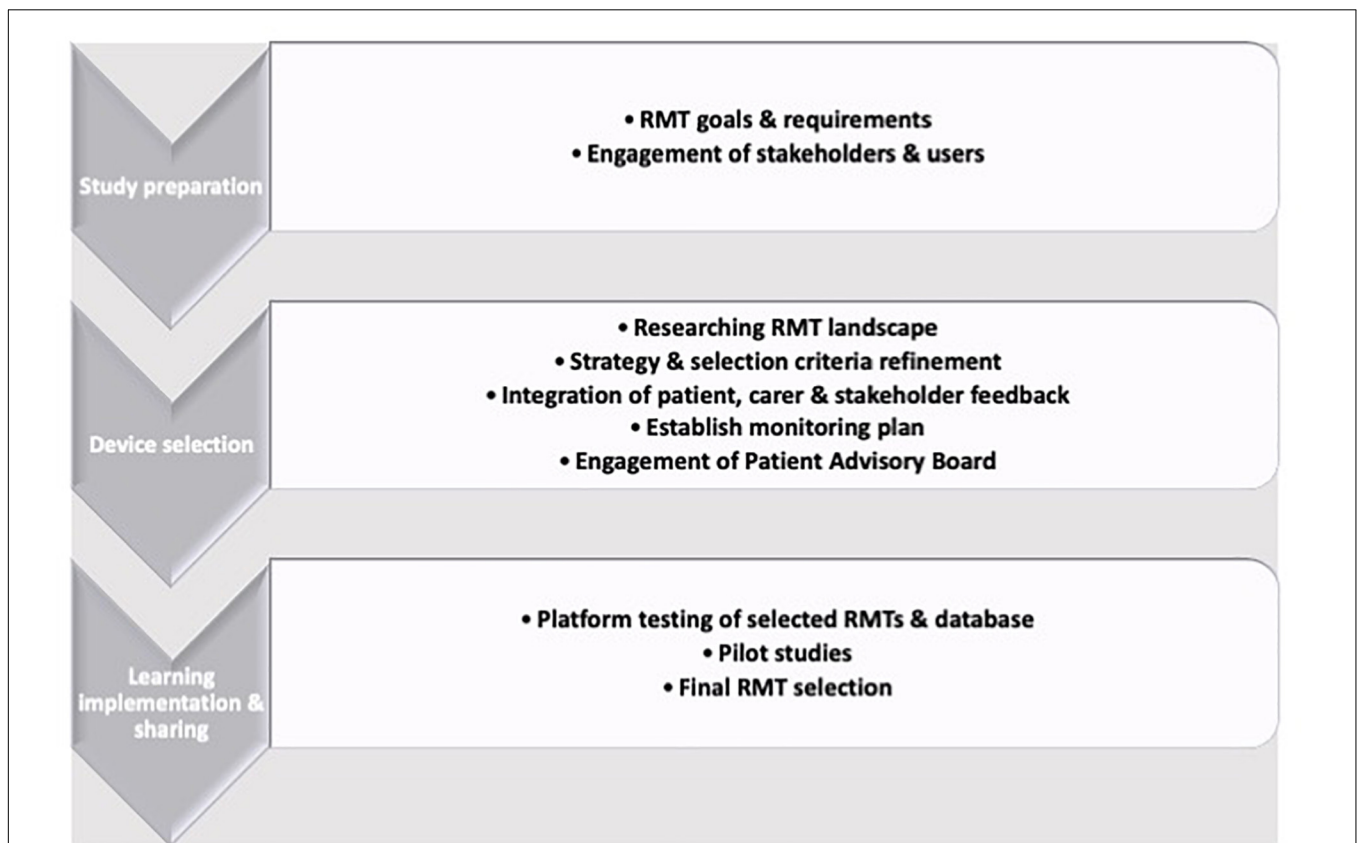 Study preparation
• RMT goals & requirements
• Engagement of stakeholders & users
Device selection
• Researching RMT landscape
• Strategy & selection criteria refinement
• Integration of patient, carer & stakeholder feedback
• Establish monitoring plan
• Engagement of Patient Advisory Board
Learning
implementation &
sharing
• Platform testing of selected RMTs & database
• Pilot studies
• Final RMT selection